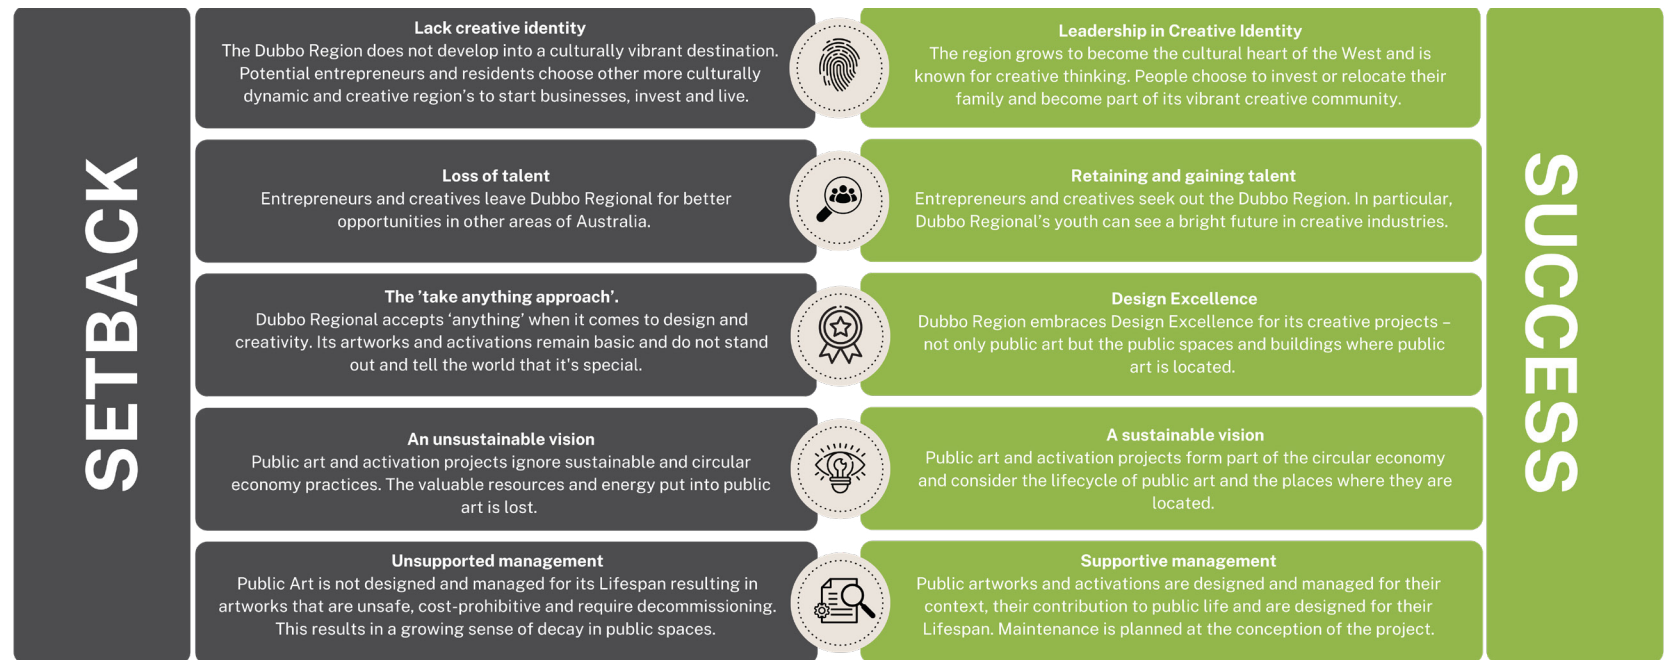 SETBACK
Lack creative identity
The Dubbo Region does not develop into a culturally vibrant destination.
Potential entrepreneurs and residents choose other more culturally
dynamic and creative region's to start businesses, invest and live.
Leadership in Creative Identity
The region grows to become the cultural heart of the West and is
known for creative thinking. People choose to invest or relocate their
family and become part of its vibrant creative community.
Loss of talent
Entrepreneurs and creatives leave Dubbo Regional for better
opportunities in other areas of Australia.
Retaining and gaining talent
Entrepreneurs and creatives seek out the Dubbo Region. In particular,
Dubbo Regional's youth can see a bright future in creative industries.
The 'take anything approach'.
Dubbo Regional accepts 'anything' when it comes to design and
creativity. Its artworks and activations remain basic and do not stand
out and tell the world that it's special.
Design Excellence
Dubbo Region embraces Design Excellence for its creative projects –
not only public art but the public spaces and buildings where public
art is located.
An unsustainable vision
Public art and activation projects ignore sustainable and circular
economy practices. The valuable resources and energy put into public
art is lost.
A sustainable vision
Public art and activation projects form part of the circular economy
and consider the lifecycle of public art and the places where they are
located.
Unsupported management
Public Art is not designed and managed for its Lifespan resulting in
artworks that are unsafe, cost-prohibitive and require decommissioning.
This results in a growing sense of decay in public spaces.
Supportive management
Public artworks and activations are designed and managed for their
context, their contribution to public life and are designed for their
Lifespan. Maintenance is planned at the conception of the project.
SUCCESS